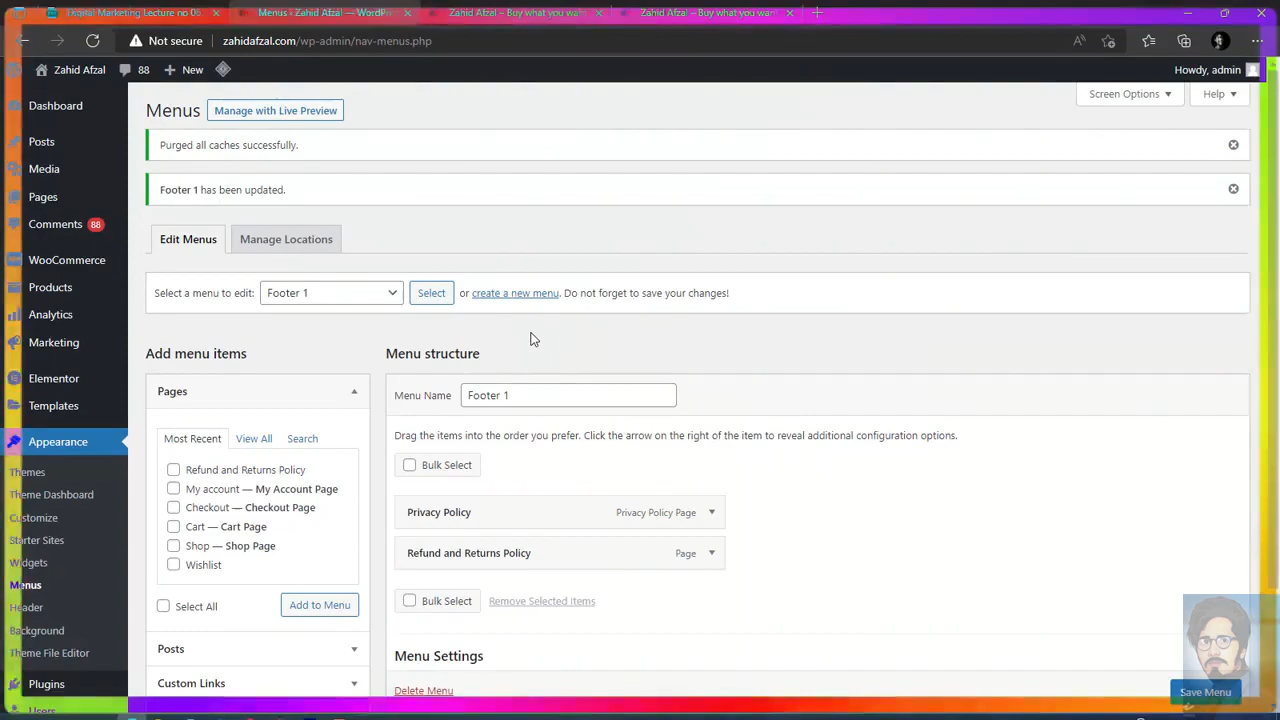 Digital Marketing Lecture no 05
Menus ‹ Zahid Afzal — WordPr
Zahid Afzal – Buy what you want
Zahid Afzal – Buy what you want
Not secure
zahidafzal.com/wp-admin/nav-menus.php
Zahid Afzal
88
New
Howdy, admin
Dashboard
Posts
Media
Pages
Comments 88
WooCommerce
Products
Analytics
Marketing
Elementor
Templates
Appearance
Themes
Theme Dashboard
Customize
Starter Sites
Widgets
Menus
Header
Background
Theme File Editor
Plugins
Users
Screen Options
Help
Menus
Manage with Live Preview
Purged all caches successfully.
Footer 1 has been updated.
Edit Menus
Manage Locations
Select a menu to edit:
Footer 1
Select
or create a new menu. Do not forget to save your changes!
Add menu items
Pages
Most Recent
View All
Search
Refund and Returns Policy
My account — My Account Page
Checkout — Checkout Page
Cart — Cart Page
Shop — Shop Page
Wishlist
Select All
Add to Menu
Posts
Custom Links
Menu structure
Menu Name
Footer 1
Drag the items into the order you prefer. Click the arrow on the right of the item to reveal additional configuration options.
Bulk Select
Privacy Policy
Privacy Policy Page
Refund and Returns Policy
Page
Bulk Select
Remove Selected Items
Menu Settings
Delete Menu
Save Menu